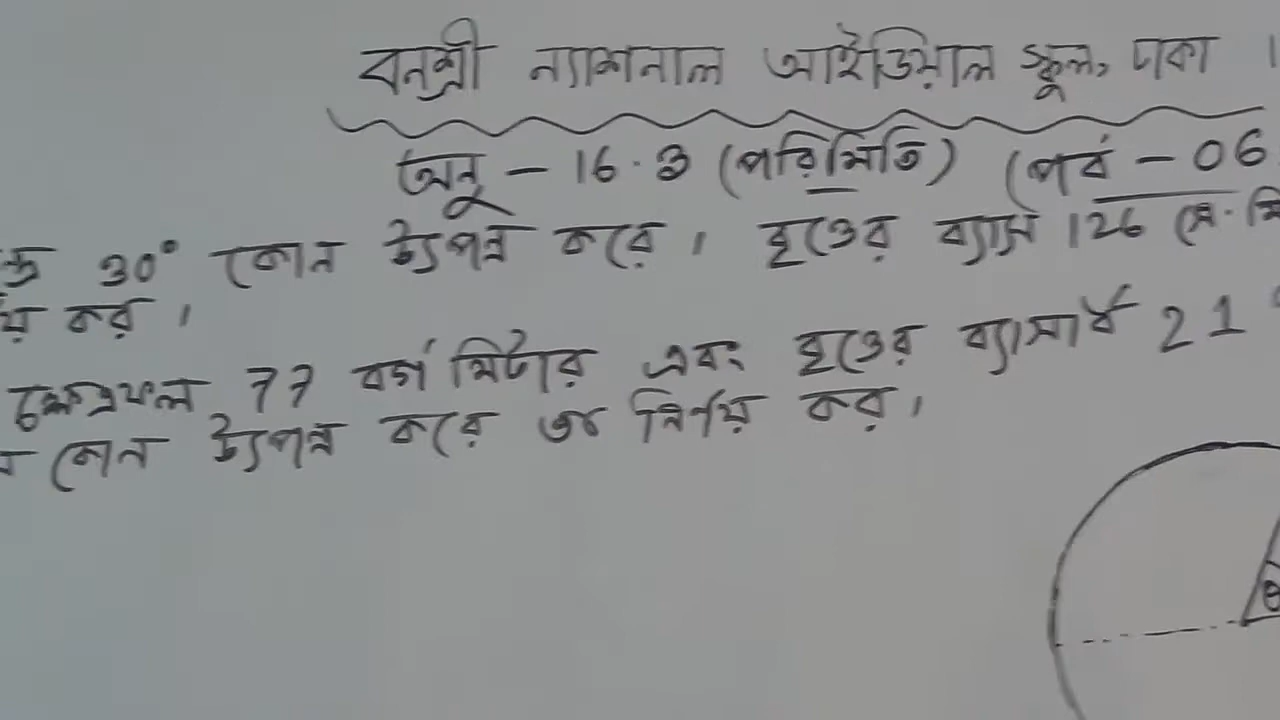 বনশ্রী ন্যাশনাল আইডিয়াল স্কুল, ঢাকা ।
অনু - 16.3 (পরিমিতি) (পর্ব - 06
30° কোন উৎপন্ন করে। বৃত্তের ব্যাস 126 সে. মি
কর ।
ক্ষেত্রফল 77 বর্গ মিটার এবং বৃত্তের ব্যাসার্ধ 21
কোন উৎপন্ন করে তা নির্ণয় কর।
θ